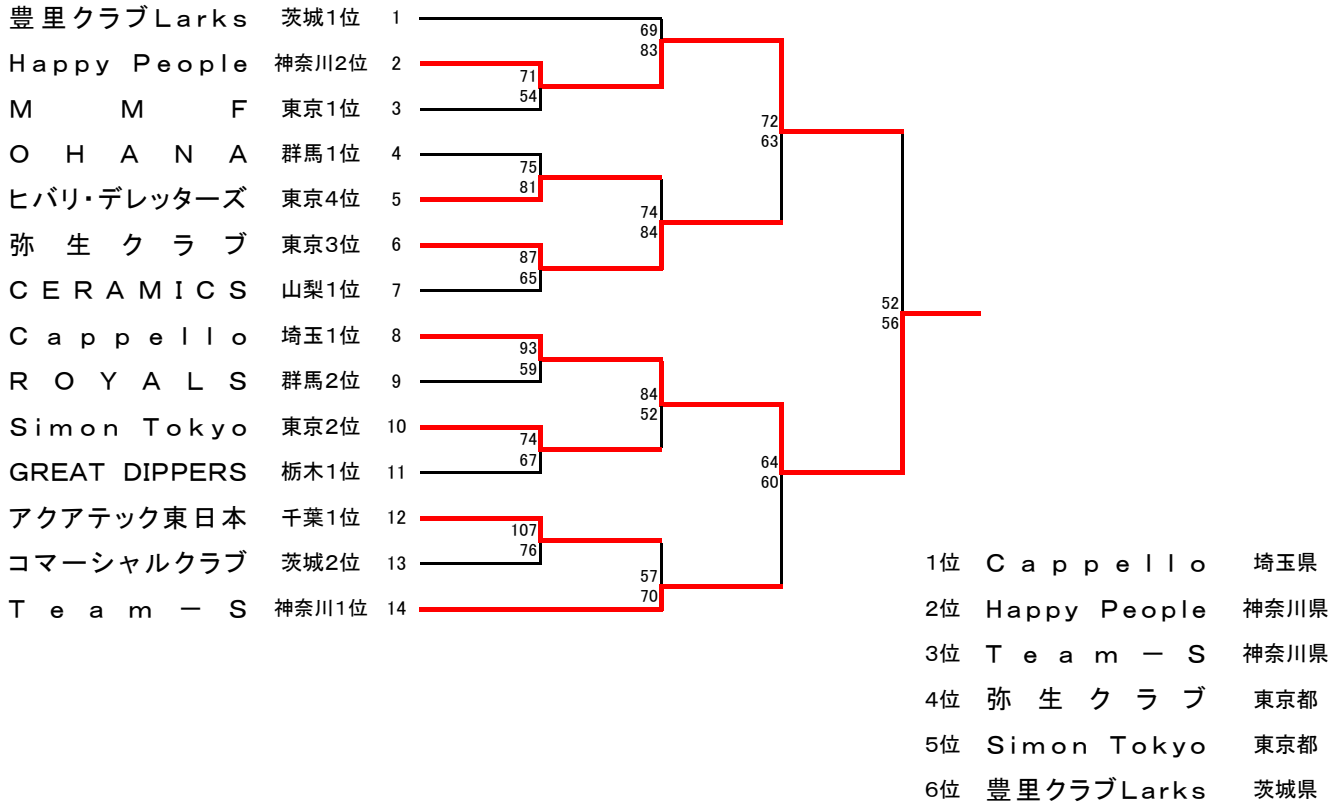 豊里クラブLarks 茨城1位 1
69
83
Happy People 神奈川2位 2
71
54
M M F 東京1位 3
72
63
O H A N A 群馬1位 4
75
81
ヒバリ・デレッターズ 東京4位 5
74
84
弥生クラブ 東京3位 6
87
65
CERAMICS 山梨1位 7
52
56
Cappello 埼玉1位 8
93
59
ROYALS 群馬2位 9
84
52
Simon Tokyo 東京2位 10
74
67
GREAT DIPPERS 栃木1位 11
64
60
アクアテック東日本 千葉1位 12
107
76
コマーシャルクラブ 茨城2位 13
57
70
Team－S 神奈川1位 14
1位 Cappello 埼玉県
2位 Happy People 神奈川県
3位 Team－S 神奈川県
4位 弥生クラブ 東京都
5位 Simon Tokyo 東京都
6位 豊里クラブLarks 茨城県